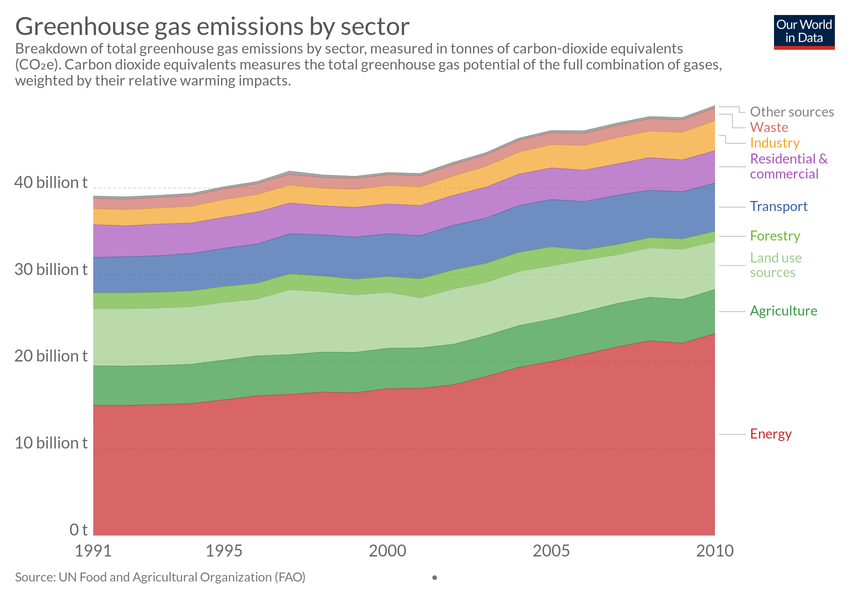 Greenhouse gas emissions by sector
Our World
in Data
Breakdown of total greenhouse gas emissions by sector, measured in tonnes of carbon-dioxide equivalents
(CO₂e). Carbon dioxide equivalents measures the total greenhouse gas potential of the full combination of gases,
weighted by their relative warming impacts.
40 billion t
30 billion t
20 billion t
10 billion t
0 t
1991
1995
2000
2005
2010
Other sources
Waste
Industry
Residential &
commercial
Transport
Forestry
Land use
sources
Agriculture
Energy
Source: UN Food and Agricultural Organization (FAO)
•